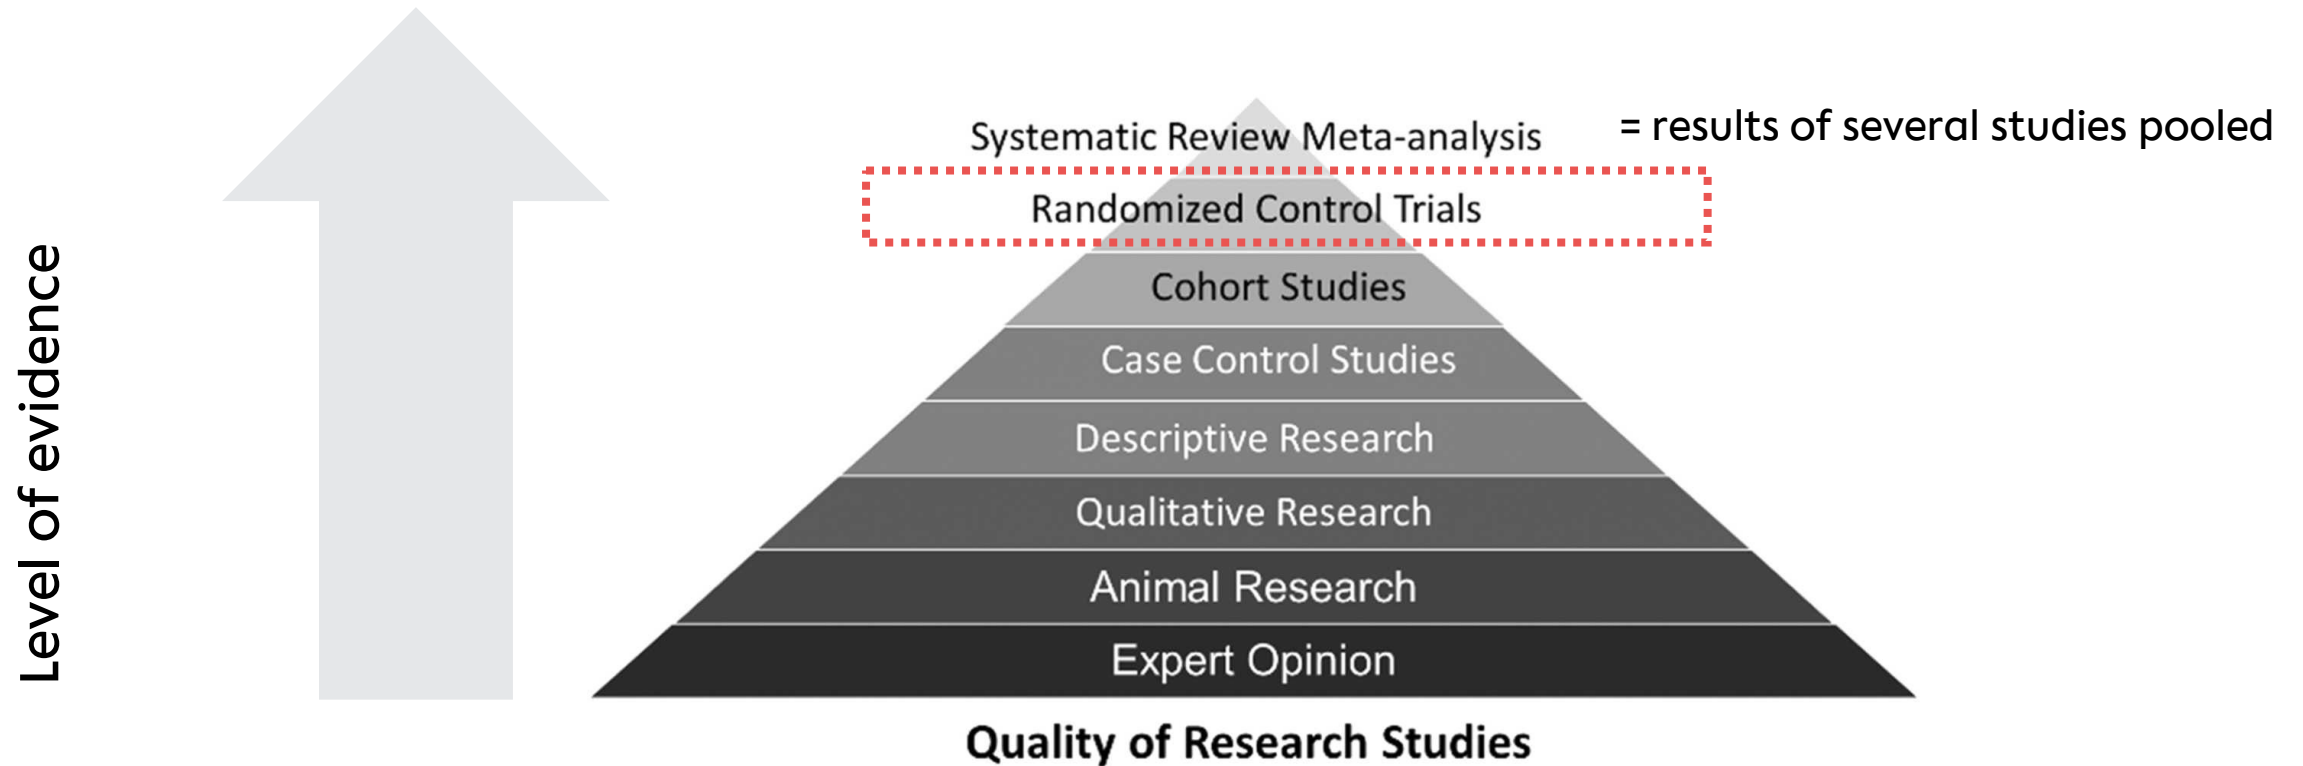 Level of evidence
Systematic Review Meta-analysis
= results of several studies pooled
Randomized Control Trials
Cohort Studies
Case Control Studies
Descriptive Research
Qualitative Research
Animal Research
Expert Opinion
Quality of Research Studies